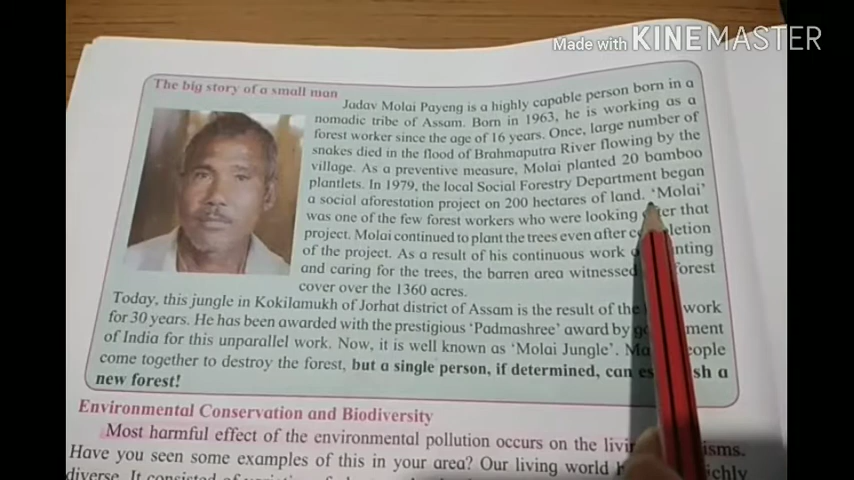 Made with KINEMASTER
The big story of a small man
Jadav Molai Payeng is a highly capable person born in a
nomadic tribe of Assam. Born in 1963, he is working as a
forest worker since the age of 16 years. Once, large number of
snakes died in the flood of Brahmaputra River flowing by the
village. As a preventive measure, Molai planted 20 bamboo
plantlets. In 1979, the local Social Forestry Department began
a social aforestation project on 200 hectares of land. 'Molai'
was one of the few forest workers who were looking that
project. Molai continued to plant the trees even after
of the project. As a result of his continuous work
and caring for the trees, the barren area witnessed forest
cover over the 1360 acres.
Today, this jungle in Kokilamukh of Jorhat district of Assam is the result of the work
for 30 years. He has been awarded with the prestigious 'Padmashree' award by
of India for this unparallel work. Now, it is well known as 'Molai Jungle'.
come together to destroy the forest, but a single person, if determined, can a
new forest!
Environmental Conservation and Biodiversity
Most harmful effect of the environmental pollution occurs on the
Have you seen some examples of this in your area? Our living world
diverse. It consisted of